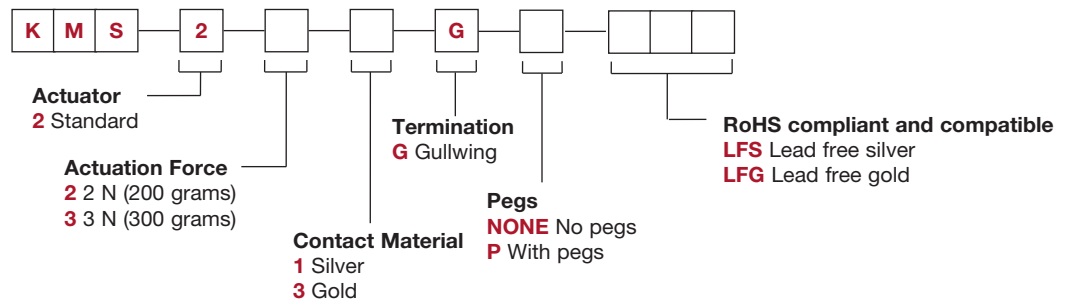 K M S 2 G
Actuator
2 Standard
Actuation Force
2 2 N (200 grams)
3 3 N (300 grams)
Contact Material
1 Silver
3 Gold
Termination
G Gullwing
Pegs
NONE No pegs
P With pegs
RoHS compliant and compatible
LFS Lead free silver
LFG Lead free gold